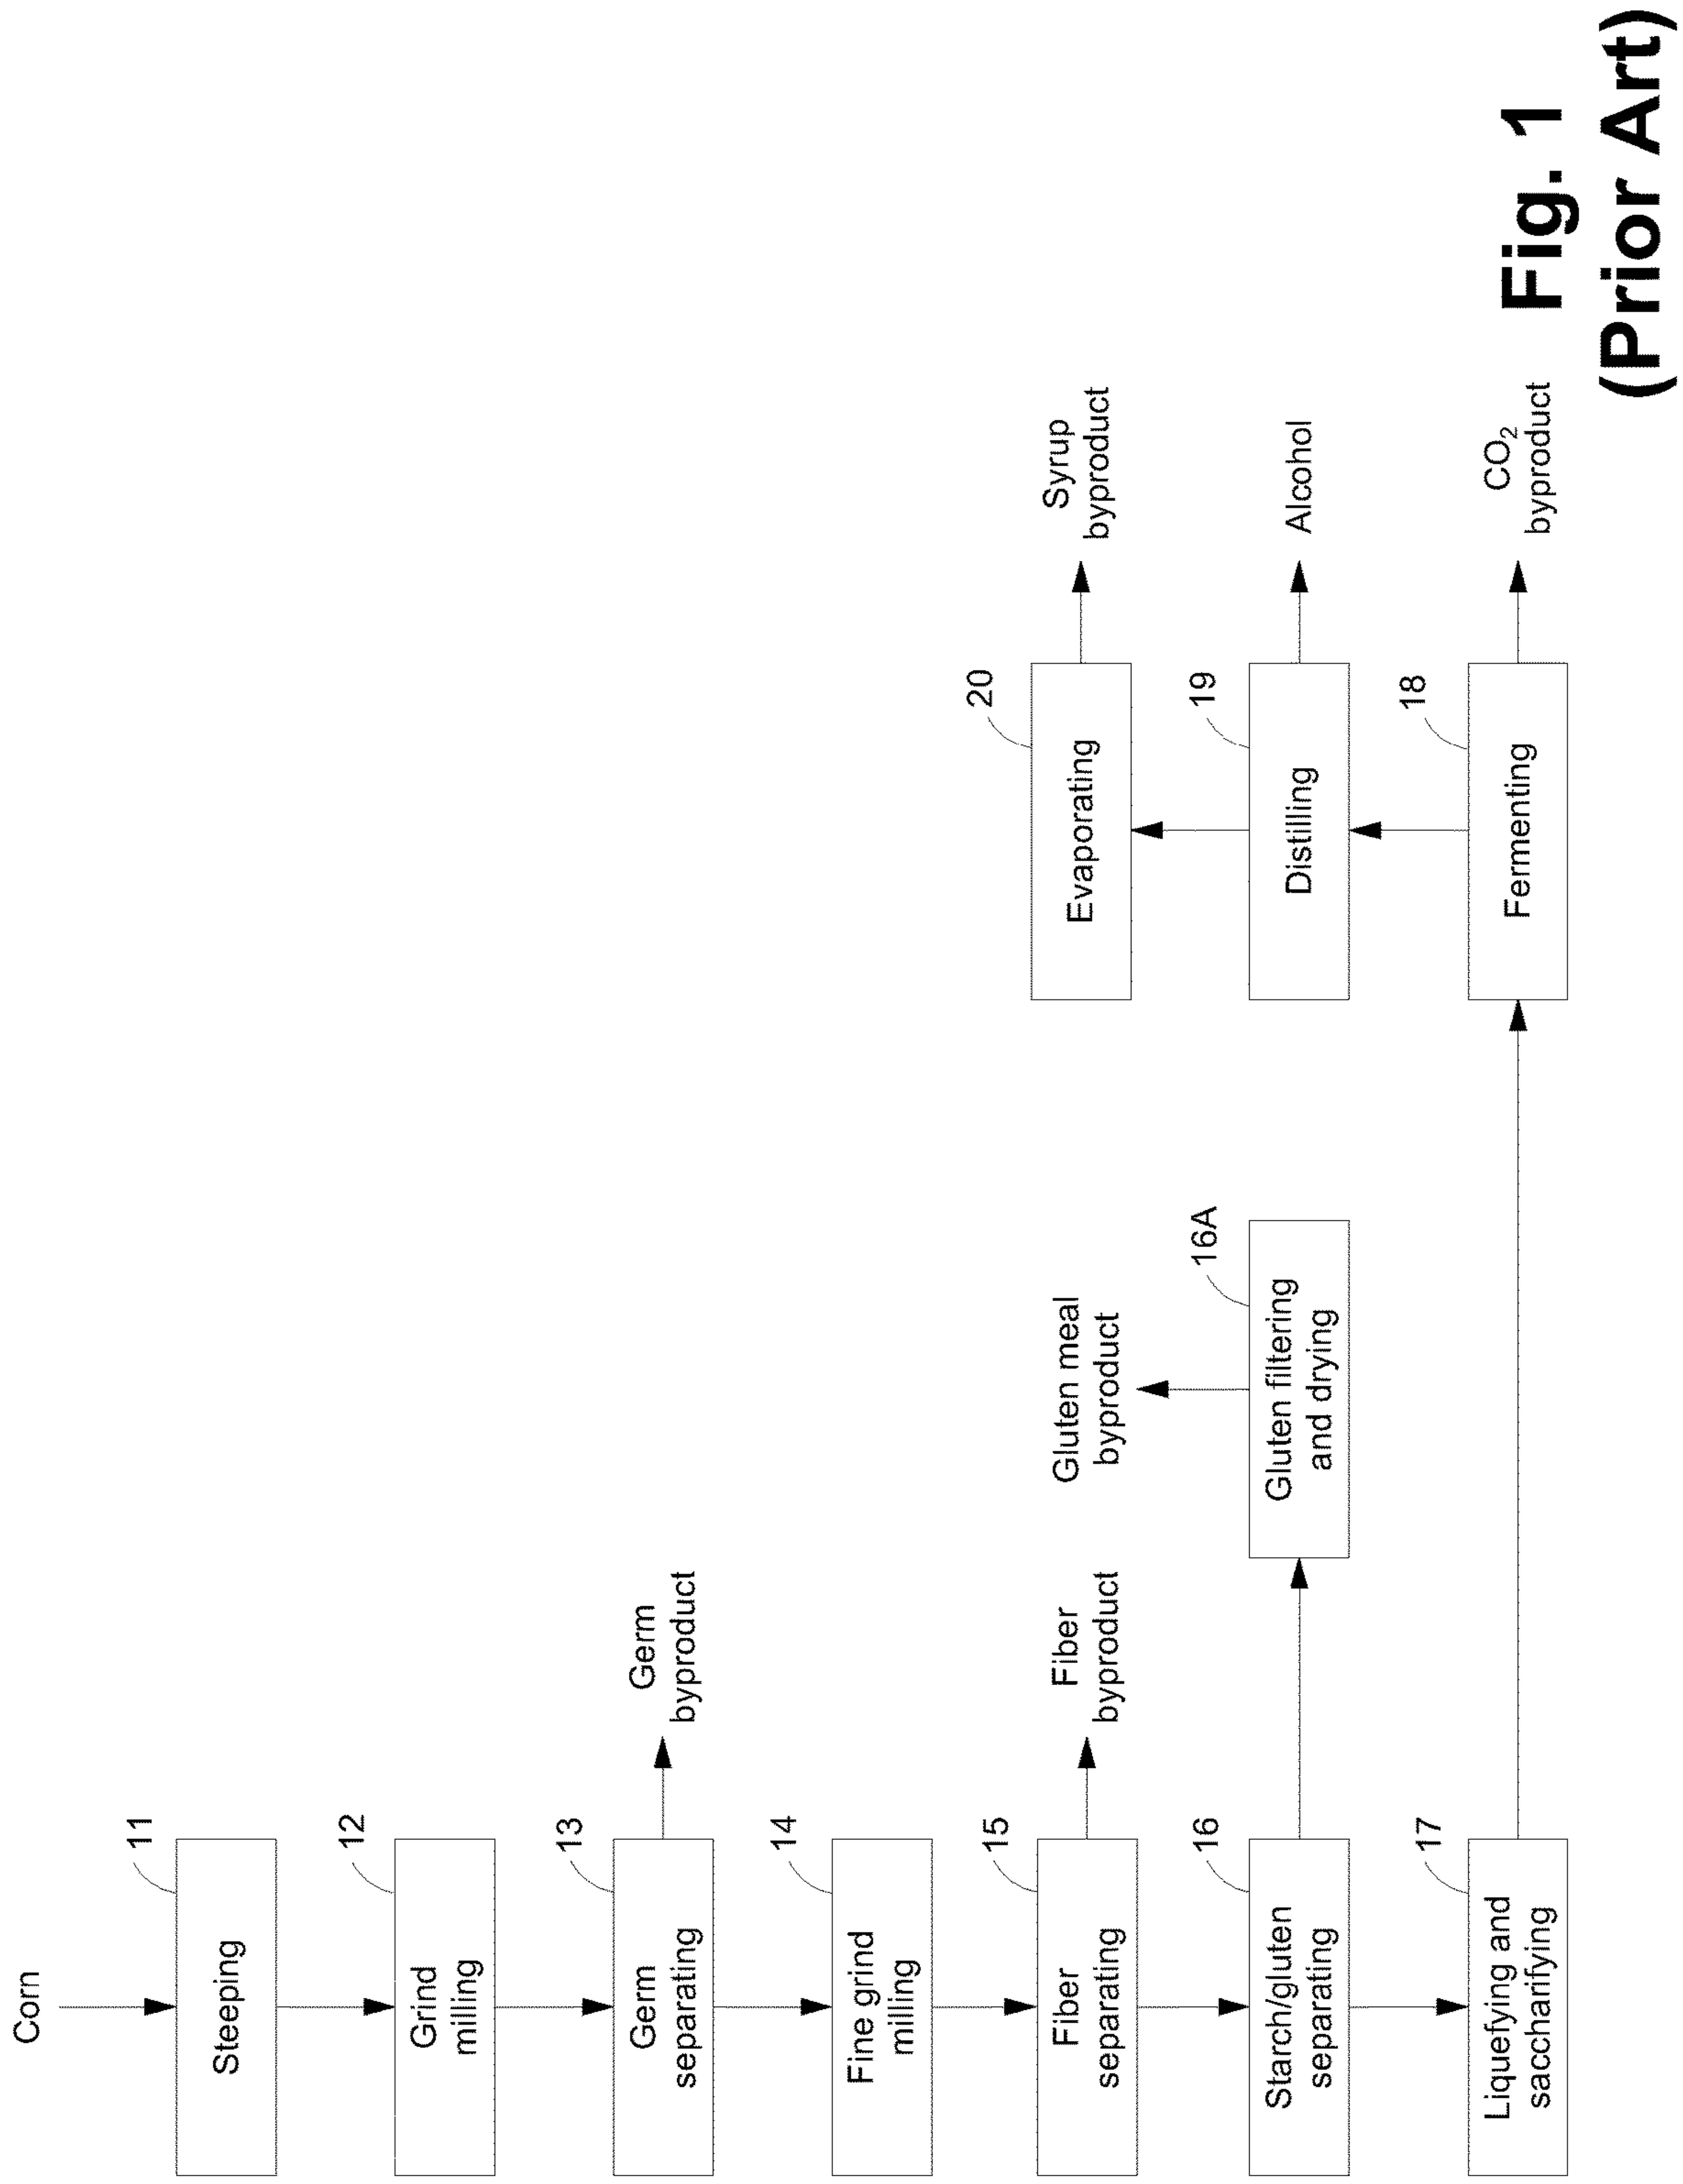 Corn
11
Steeping
12
Grind
milling
13
Germ
separating
Germ
byproduct
14
Fine grind
milling
15
Fiber
separating
Fiber
byproduct
16
Starch/gluten
separating
16A
Gluten filtering
and drying
Gluten meal
byproduct
17
Liquefying and
saccharifying
18
Fermenting
CO₂
byproduct
19
Distilling
Alcohol
20
Evaporating
Syrup
byproduct
Fig. 1
(Prior Art)